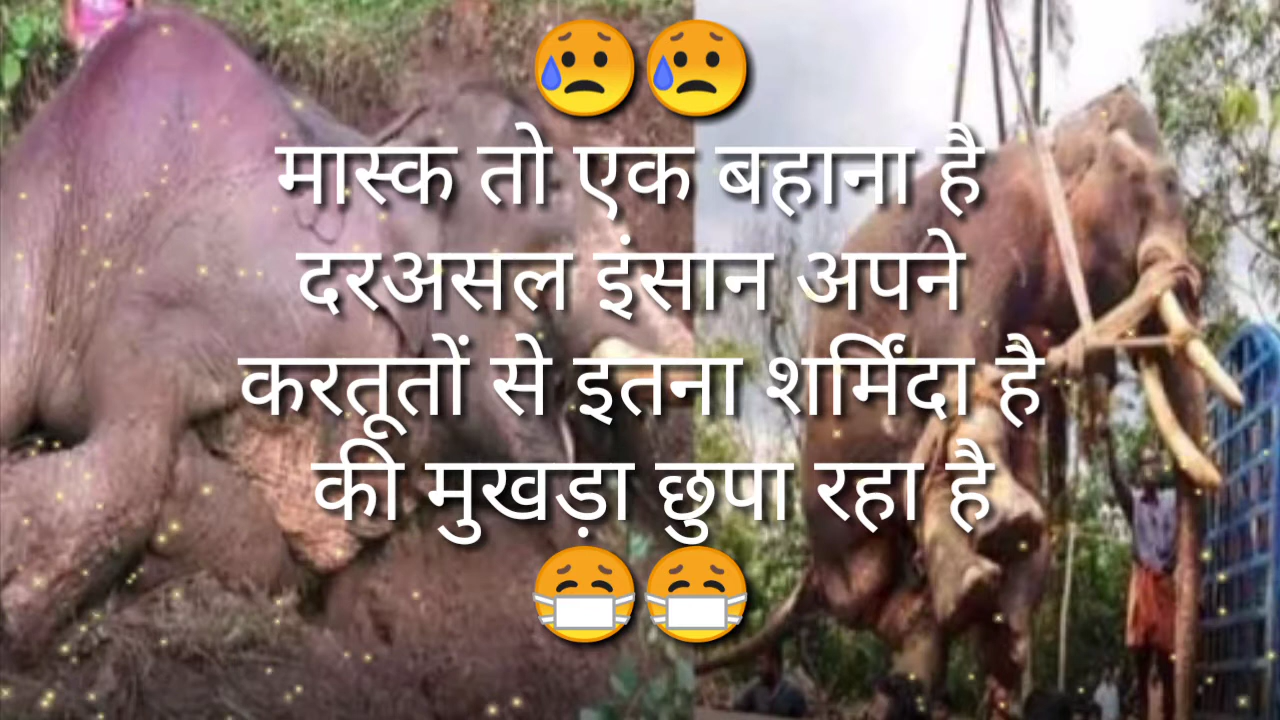 😥😥
मास्क तो एक बहाना है
दरअसल इंसान अपने
करतूतों से इतना शर्मिंदा है
की मुखड़ा छुपा रहा है
😷😷